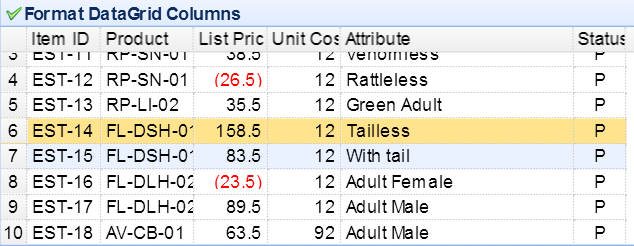 Format DataGrid Columns
Item ID Product List Pric Unit Cos Attribute Status
3 EST-11 RP-SN-01 38.5 12 Venomless P
4 EST-12 RP-SN-01 (26.5) 12 Rattleless P
5 EST-13 RP-LI-02 35.5 12 Green Adult P
6 EST-14 FL-DSH-01 158.5 12 Tailless P
7 EST-15 FL-DSH-01 83.5 12 With tail P
8 EST-16 FL-DLH-02 (23.5) 12 Adult Female P
9 EST-17 FL-DLH-02 89.5 12 Adult Male P
10 EST-18 AV-CB-01 63.5 92 Adult Male P